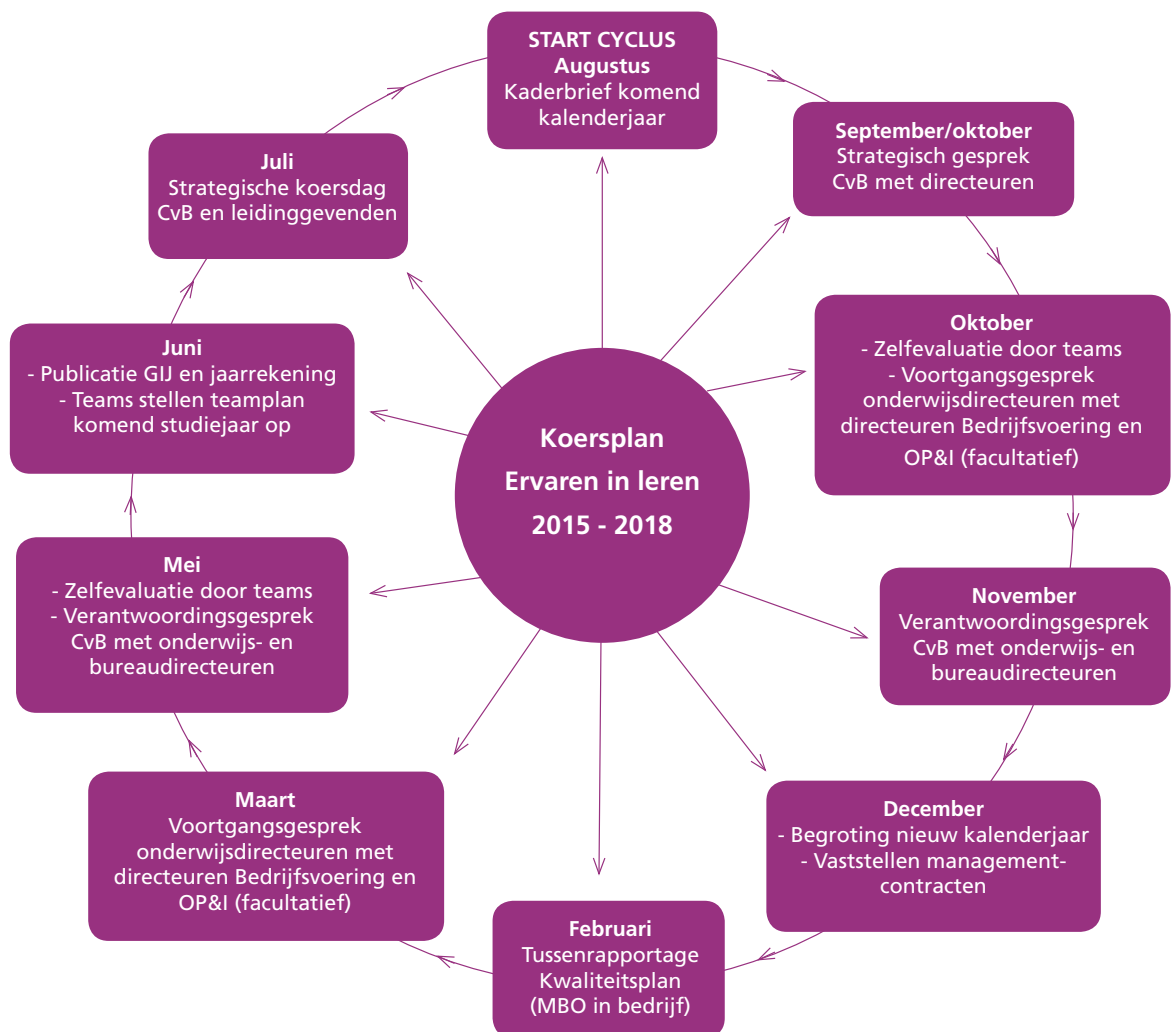 START CYCLUS
Augustus
Kaderbrief komend
kalenderjaar
September/oktober
Strategisch gesprek
CvB met directeuren
Oktober
- Zelfevaluatie door teams
- Voortgangsgesprek
onderwijsdirecteuren met
directeuren Bedrijfsvoering en
OP&I (facultatief)
November
Verantwoordingsgesprek
CvB met onderwijs- en
bureaudirecteuren
December
- Begroting nieuw kalenderjaar
- Vaststellen management-
contracten
Februari
Tussenrapportage
Kwaliteitsplan
(MBO in bedrijf)
Maart
Voortgangsgesprek
onderwijsdirecteuren met
directeuren Bedrijfsvoering en
OP&I (facultatief)
Mei
- Zelfevaluatie door teams
- Verantwoordingsgesprek
CvB met onderwijs- en
bureaudirecteuren
Juni
- Publicatie GIJ en jaarrekening
- Teams stellen teamplan
komend studiejaar op
Juli
Strategische koersdag
CvB en leidinggevenden
Koersplan
Ervaren in leren
2015 - 2018